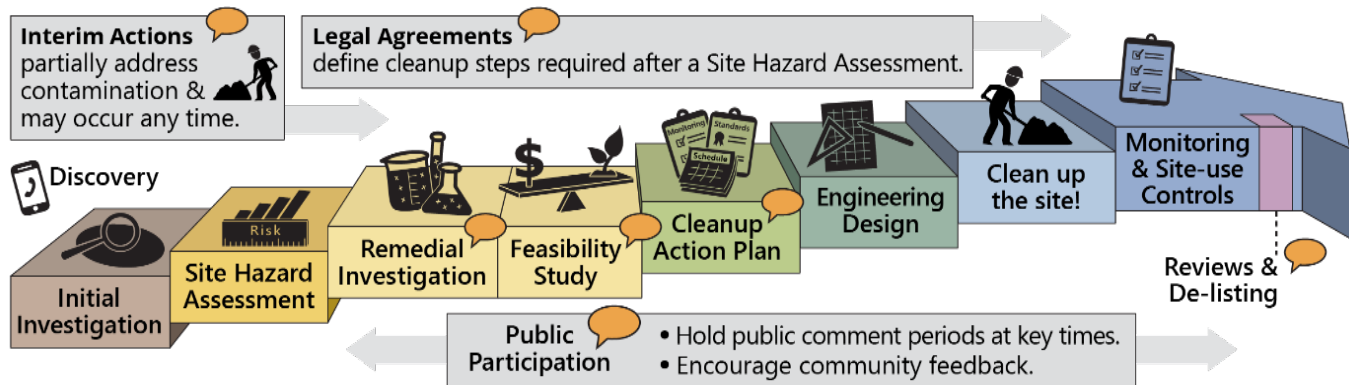 Interim Actions
partially address
contamination &
may occur any time.
Legal Agreements
define cleanup steps required after a Site Hazard Assessment.
Discovery
Initial
Investigation
Risk
Site Hazard
Assessment
Remedial
Investigation
$
Feasibility
Study
Monitoring
Standards
Schedule
Cleanup
Action Plan
Engineering
Design
Clean up
the site!
Monitoring
& Site-use
Controls
Reviews &
De-listing
Public
Participation
• Hold public comment periods at key times.
• Encourage community feedback.